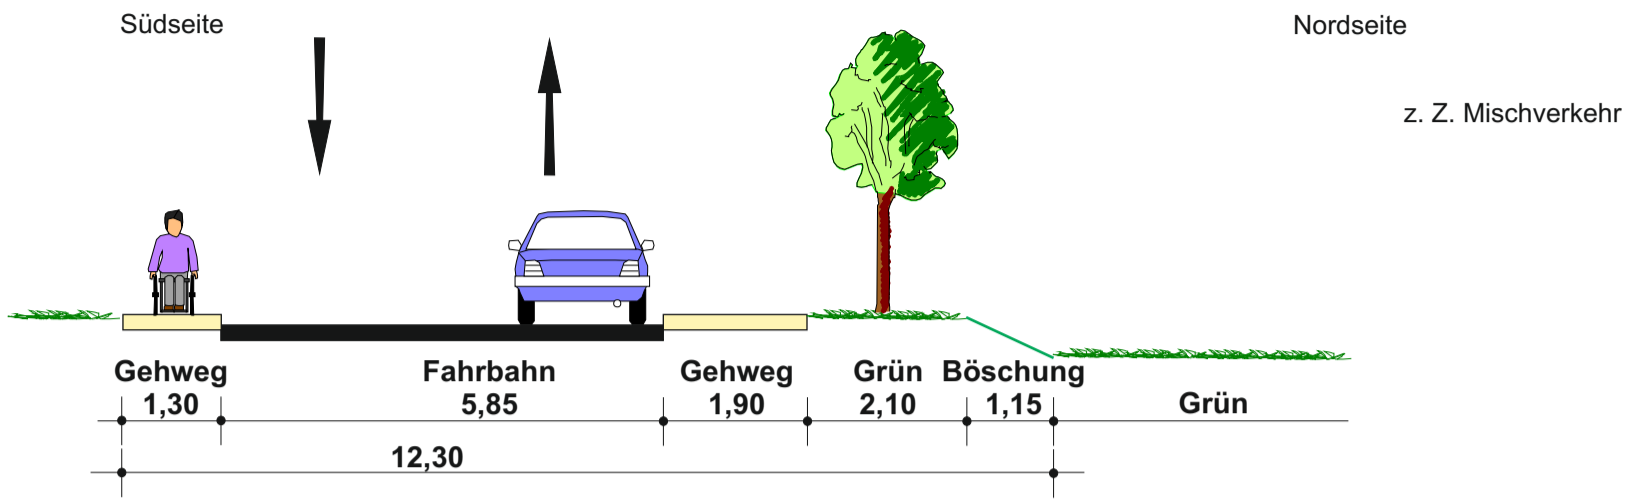 Südseite
Nordseite
z. Z. Mischverkehr
Gehweg Fahrbahn Gehweg Grün Böschung
1,30 5,85 1,90 2,10 1,15 Grün
12,30